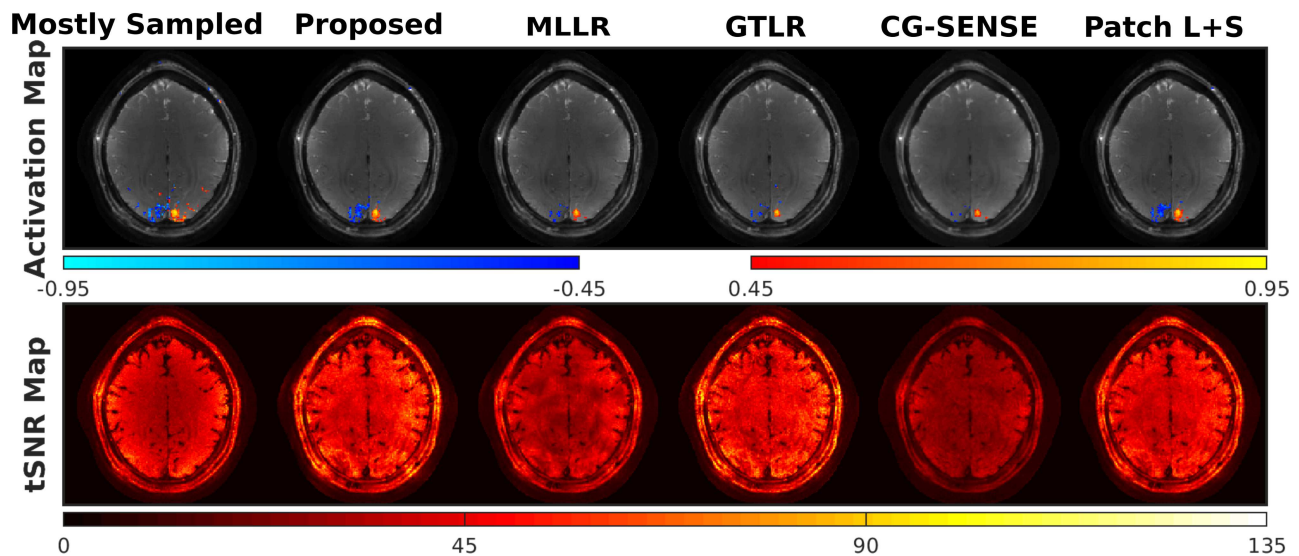 Mostly Sampled Proposed MLLR GTLR CG-SENSE Patch L+S
Activation Map
-0.95 -0.45 0.45 0.95
tSNR Map
0 45 90 135